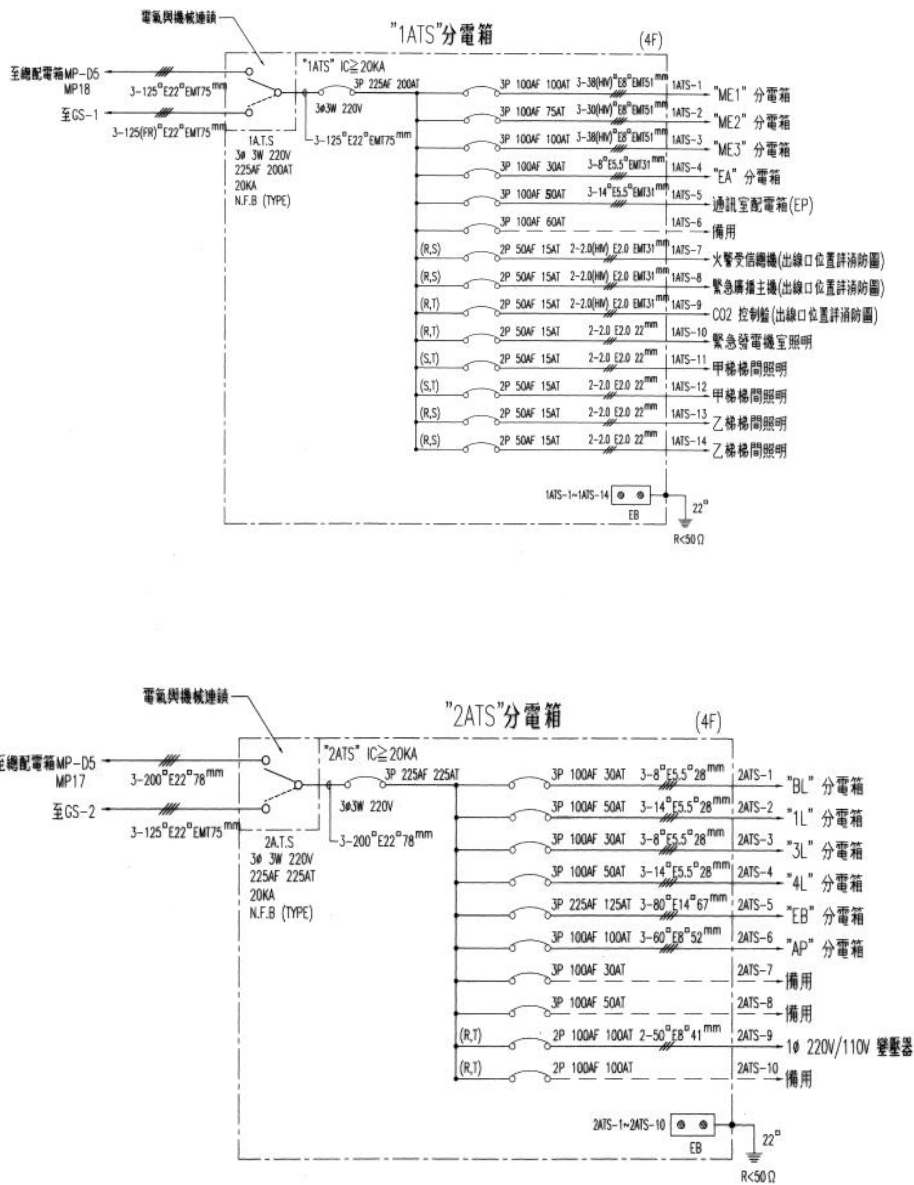 電氣與機械連鎖
"1ATS"分電箱
(4F)
至總配電箱MP-D5
MP18
3-125□E22□EMT75mm
至GS-1
3-125(FR)□E22□EMT75mm
"1ATS" IC≧20KA
3P 225AF 200AT
3ø3W 220V
3-125□E22□EMT75mm
1A.T.S
3ø 3W 220V
225AF 200AT
20KA
N.F.B (TYPE)
3P 100AF 100AT 3-38(HIV)□E8□EMT51mm 1ATS-1 "ME1" 分電箱
3P 100AF 75AT 3-30(HIV)□E8□EMT51mm 1ATS-2 "ME2" 分電箱
3P 100AF 100AT 3-38(HIV)□E8□EMT51mm 1ATS-3 "ME3" 分電箱
3P 100AF 30AT 3-8□E5.5□EMT31mm 1ATS-4 "EA" 分電箱
3P 100AF 50AT 3-14□E5.5□EMT31mm 1ATS-5 通訊室配電箱(EP)
3P 100AF 60AT 1ATS-6 備用
(R,S) 2P 50AF 15AT 2-2.0(HIV) E2.0 EMT31mm 1ATS-7 火警受信總機(出線口位置詳消防圖)
(R,S) 2P 50AF 15AT 2-2.0(HIV) E2.0 EMT31mm 1ATS-8 緊急廣播主機(出線口位置詳消防圖)
(R,T) 2P 50AF 15AT 2-2.0(HIV) E2.0 EMT31mm 1ATS-9 CO2 控制盤(出線口位置詳消防圖)
(R,T) 2P 50AF 15AT 2-2.0 E2.0 22mm 1ATS-10 緊急發電機室照明
(S,T) 2P 50AF 15AT 2-2.0 E2.0 22mm 1ATS-11 甲梯梯間照明
(S,T) 2P 50AF 15AT 2-2.0 E2.0 22mm 1ATS-12 甲梯梯間照明
(R,S) 2P 50AF 15AT 2-2.0 E2.0 22mm 1ATS-13 乙梯梯間照明
(R,S) 2P 50AF 15AT 2-2.0 E2.0 22mm 1ATS-14 乙梯梯間照明
1ATS-1~1ATS-14
EB
22□
R<50Ω
電氣與機械連鎖
"2ATS"分電箱
(4F)
至總配電箱MP-D5
MP17
3-200□E22□78mm
至GS-2
3-125□E22□EMT75mm
"2ATS" IC≧20KA
3P 225AF 225AT
3ø3W 220V
3-200□E22□78mm
2A.T.S
3ø 3W 220V
225AF 225AT
20KA
N.F.B (TYPE)
3P 100AF 30AT 3-8□E5.5□28mm 2ATS-1 "BL" 分電箱
3P 100AF 50AT 3-14□E5.5□28mm 2ATS-2 "1L" 分電箱
3P 100AF 30AT 3-8□E5.5□28mm 2ATS-3 "3L" 分電箱
3P 100AF 50AT 3-14□E5.5□28mm 2ATS-4 "4L" 分電箱
3P 225AF 125AT 3-80□E14□67mm 2ATS-5 "EB" 分電箱
3P 100AF 100AT 3-60□E8□52mm 2ATS-6 "AP" 分電箱
3P 100AF 30AT 2ATS-7 備用
3P 100AF 50AT 2ATS-8 備用
(R,T) 2P 100AF 100AT 2-50□E8□41mm 2ATS-9 1ø 220V/110V 變壓器
(R,T) 2P 100AF 100AT 2ATS-10 備用
2ATS-1~2ATS-10
EB
22□
R<50Ω